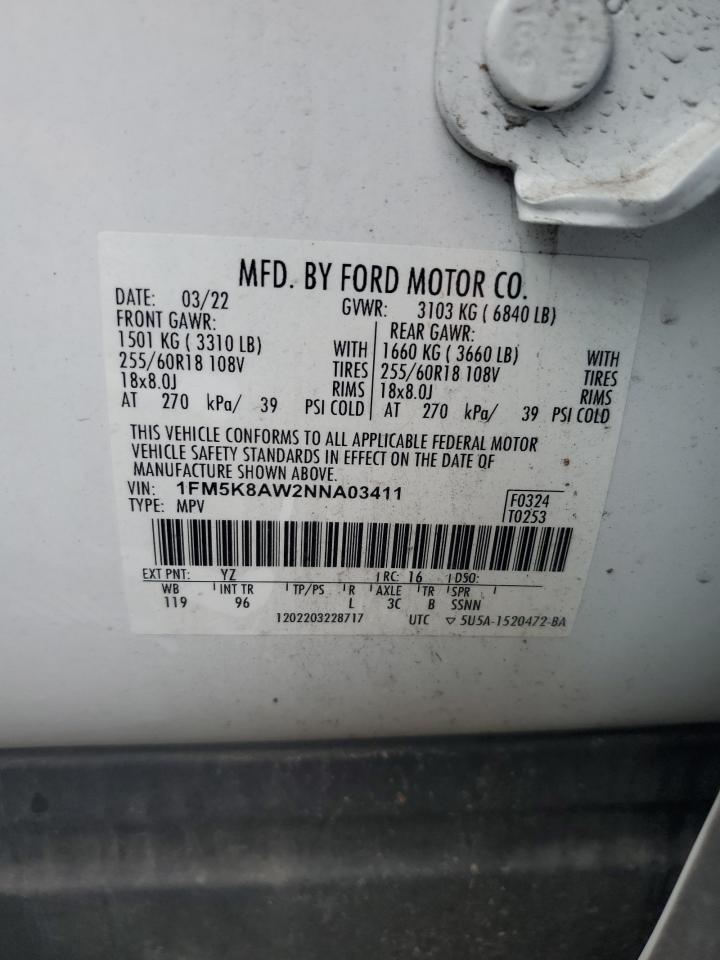 MFD. BY FORD MOTOR CO.
DATE: 03/22 GVWR: 3103 KG ( 6840 LB)
FRONT GAWR: REAR GAWR:
1501 KG ( 3310 LB) WITH 1660 KG ( 3660 LB) WITH
255/60R18 108V TIRES 255/60R18 108V TIRES
18x8.0J RIMS 18x8.0J RIMS
AT 270 kPa/ 39 PSI COLD AT 270 kPa/ 39 PSI COLD
THIS VEHICLE CONFORMS TO ALL APPLICABLE FEDERAL MOTOR
VEHICLE SAFETY STANDARDS IN EFFECT ON THE DATE OF
MANUFACTURE SHOWN ABOVE.
VIN: 1FM5K8AW2NNA03411 F0324
TYPE: MPV T0253
EXT PNT: YZ RC: 16 DSO:
WB INT TR TP/PS R AXLE TR SPR
119 96 L 3C B SSNN
1202203228717 UTC ▽ 5U5A-1520472-BA